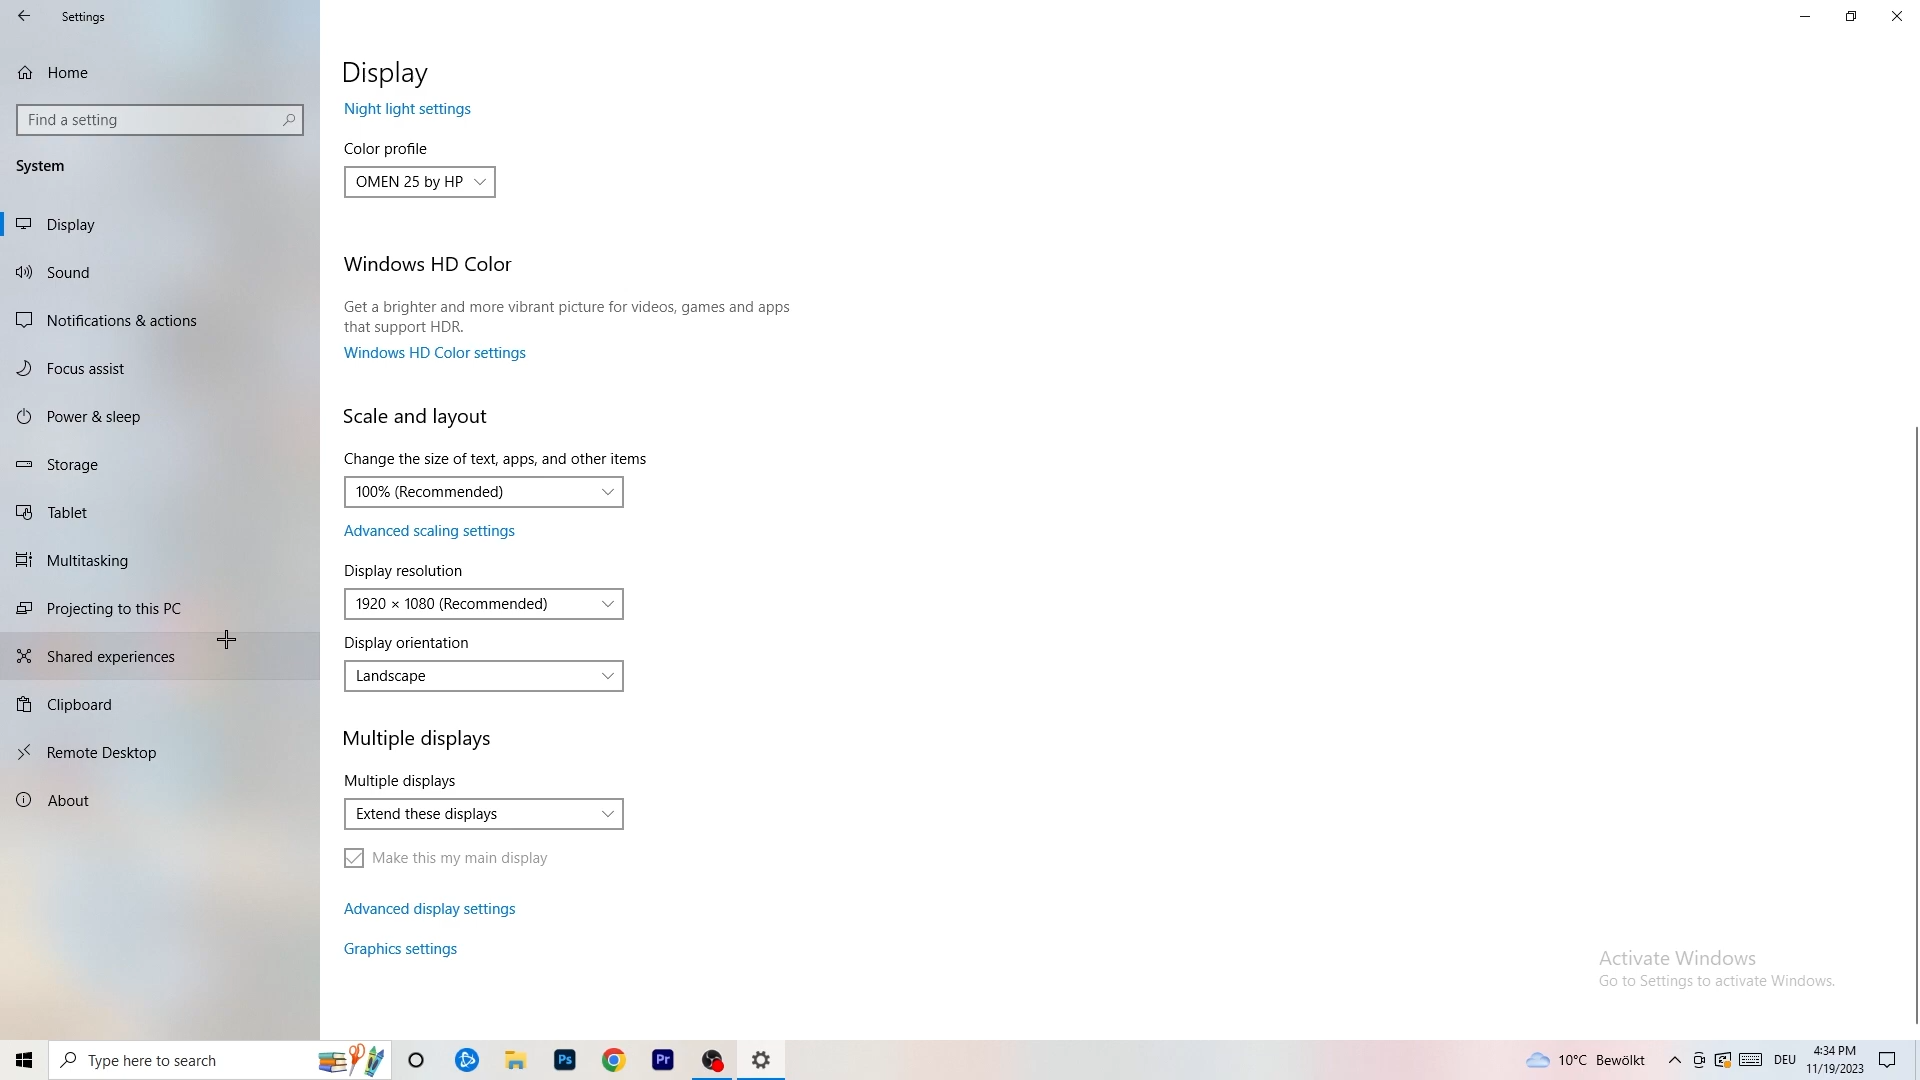 Settings
Home
Find a setting
System
Display
Sound
Notifications & actions
Focus assist
Power & sleep
Storage
Tablet
Multitasking
Projecting to this PC
Shared experiences
Clipboard
Remote Desktop
About
Display
Night light settings
Color profile
OMEN 25 by HP
Windows HD Color
Get a brighter and more vibrant picture for videos, games and apps
that support HDR.
Windows HD Color settings
Scale and layout
Change the size of text, apps, and other items
100% (Recommended)
Advanced scaling settings
Display resolution
1920 × 1080 (Recommended)
Display orientation
Landscape
Multiple displays
Multiple displays
Extend these displays
Make this my main display
Advanced display settings
Graphics settings
Activate Windows
Go to Settings to activate Windows.
Type here to search
Ps
Pr
10°C Bewölkt
DEU
4:34 PM
11/19/2023